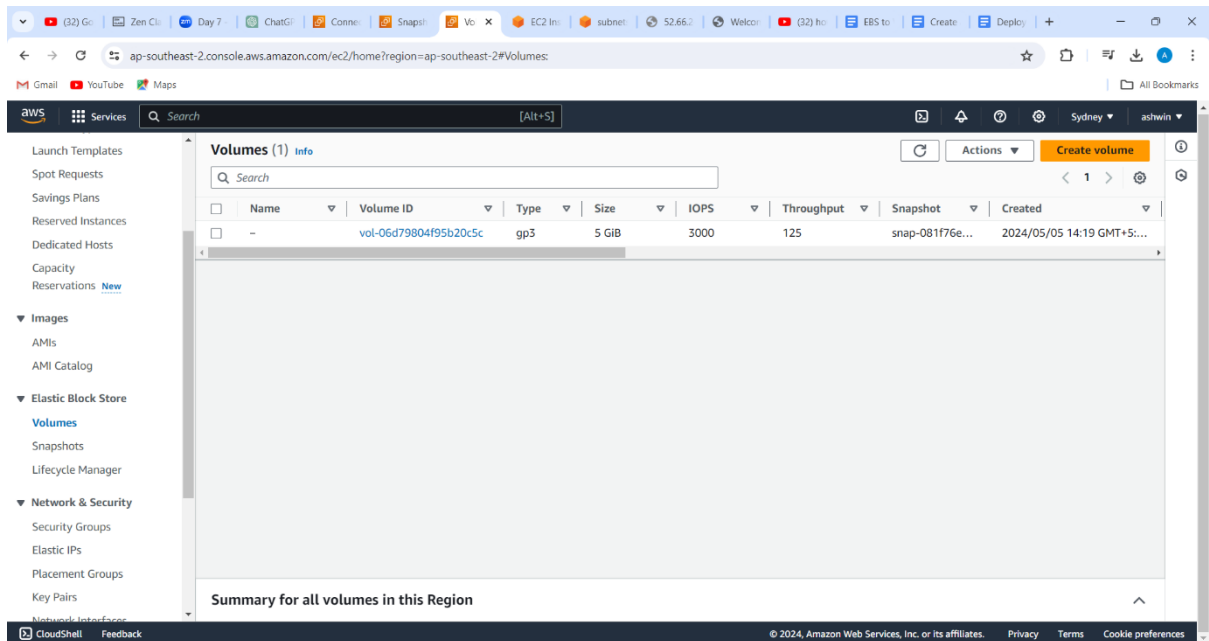 (32) Go
Zen Cla
Day 7 -
ChatGP
Connec
Snapsh
Vo
EC2 Ins
subnet
52.66.2
Welcor
(32) ho
EBS to
Create
Deploy
ap-southeast-2.console.aws.amazon.com/ec2/home?region=ap-southeast-2#Volumes:
Gmail YouTube Maps All Bookmarks
aws Services Search [Alt+S] Sydney ashwin
Launch Templates
Spot Requests
Savings Plans
Reserved Instances
Dedicated Hosts
Capacity
Reservations New
Images
AMIs
AMI Catalog
Elastic Block Store
Volumes
Snapshots
Lifecycle Manager
Network & Security
Security Groups
Elastic IPs
Placement Groups
Key Pairs
Network Interfaces
Volumes (1) Info Actions Create volume
Search 1
Name Volume ID Type Size IOPS Throughput Snapshot Created
– vol-06d79804f95b20c5c gp3 5 GiB 3000 125 snap-081f76e... 2024/05/05 14:19 GMT+5:...
Summary for all volumes in this Region
CloudShell Feedback © 2024, Amazon Web Services, Inc. or its affiliates. Privacy Terms Cookie preferences